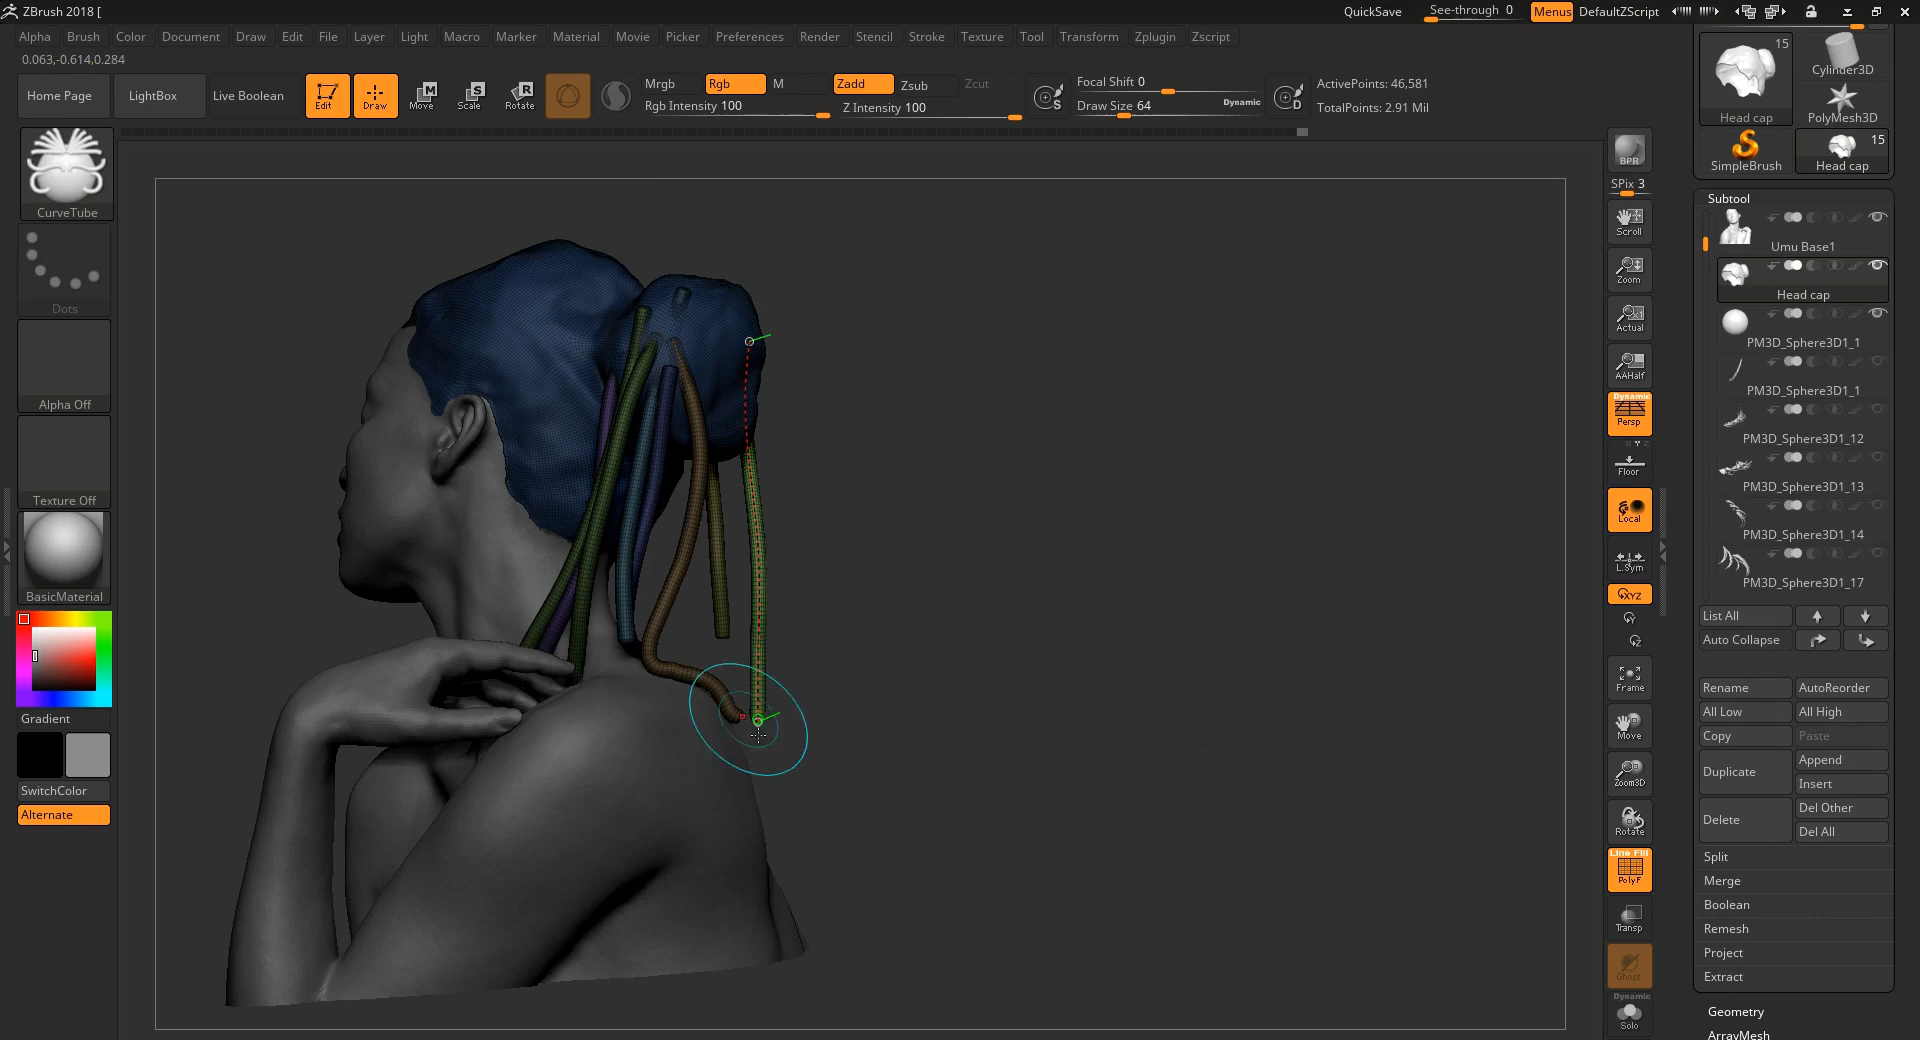 ZBrush 2018 [
QuickSave
See-through 0
Menus
DefaultZScript
Alpha Brush Color Document Draw Edit File Layer Light Macro Marker Material Movie Picker Preferences Render Stencil Stroke Texture Tool Transform Zplugin Zscript
0.063,-0.614,0.284
Home Page
LightBox
Live Boolean
Edit
Draw
Move
Scale
Rotate
Mrgb
Rgb
M
Rgb Intensity 100
Zadd
Zsub
Zcut
Z Intensity 100
Focal Shift 0
Draw Size 64
Dynamic
ActivePoints: 46,581
TotalPoints: 2.91 Mil
CurveTube
Dots
Alpha Off
Texture Off
BasicMaterial
Gradient
SwitchColor
Alternate
BPR
SPix 3
Scroll
Zoom
Actual
AAHalf
Dynamic
Persp
Floor
Local
L.Sym
XYZ
Frame
Move
Zoom3D
Rotate
Line Fill
PolyF
Transp
Ghost
Dynamic
Solo
15
Head cap
Cylinder3D
PolyMesh3D
SimpleBrush
15
Head cap
Subtool
Umu Base1
Head cap
PM3D_Sphere3D1_1
PM3D_Sphere3D1_1
PM3D_Sphere3D1_12
PM3D_Sphere3D1_13
PM3D_Sphere3D1_14
PM3D_Sphere3D1_17
List All
Auto Collapse
Rename
AutoReorder
All Low
All High
Copy
Paste
Duplicate
Append
Insert
Delete
Del Other
Del All
Split
Merge
Boolean
Remesh
Project
Extract
Geometry
ArrayMesh